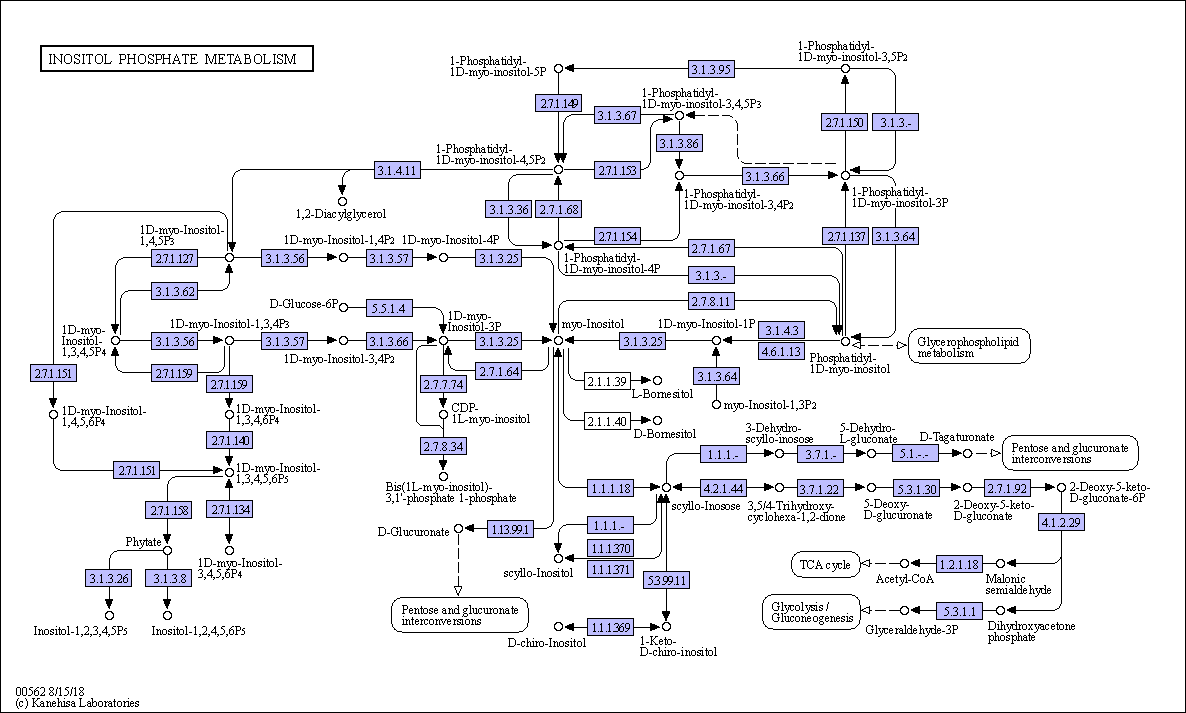 INOSITOL PHOSPHATE METABOLISM
1-Phosphatidyl-
1D-myo-inositol-5P
3.1.3.95
1-Phosphatidyl-
1D-myo-inositol-3,5P2
2.7.1.149
3.1.3.67
1-Phosphatidyl-
1D-myo-inositol-3,4,5P3
2.7.1.150
3.1.3.-
3.1.3.86
1-Phosphatidyl-
1D-myo-inositol-4,5P2
3.1.4.11
2.7.1.153
3.1.3.66
1,2-Diacylglycerol
3.1.3.36
2.7.1.68
1-Phosphatidyl-
1D-myo-inositol-3,4P2
1-Phosphatidyl-
1D-myo-inositol-3P
2.7.1.154
2.7.1.137
3.1.3.64
1D-myo-Inositol-
1,4,5P3
1D-myo-Inositol-1,4P2
1D-myo-Inositol-4P
2.7.1.67
2.7.1.127
3.1.3.56
3.1.3.57
3.1.3.25
1-Phosphatidyl-
1D-myo-inositol-4P
3.1.3.-
3.1.3.62
D-Glucose-6P
5.5.1.4
2.7.8.11
1D-myo-
Inositol-
1,3,4,5P4
1D-myo-Inositol-1,3,4P3
1D-myo-
Inositol-3P
myo-Inositol
1D-myo-Inositol-1P
3.1.4.3
3.1.3.56
3.1.3.57
3.1.3.66
3.1.3.25
3.1.3.25
4.6.1.13
1D-myo-Inositol-3,4P2
Phosphatidyl-
1D-myo-inositol
Glycerophospholipid
metabolism
2.7.1.151
2.7.1.159
2.7.1.159
2.7.7.74
2.7.1.64
2.1.1.39
L-Bornesitol
3.1.3.64
myo-Inositol-1,3P2
1D-myo-Inositol-
1,4,5,6P4
1D-myo-Inositol-
1,3,4,6P4
CDP-
1L-myo-inositol
2.1.1.40
D-Bornesitol
2.7.1.140
2.7.8.34
3-Dehydro-
scyllo-inosose
5-Dehydro-
L-gluconate
D-Tagaturonate
1.1.1.-
3.7.1.-
5.1.-.-
Pentose and glucuronate
interconversions
2.7.1.151
1D-myo-Inositol-
1,3,4,5,6P5
Bis(1L-myo-inositol)-
3,1'-phosphate 1-phosphate
1.1.1.18
scyllo-Inosose
4.2.1.44
3,5/4-Trihydroxy-
cyclohexa-1,2-dione
3.7.1.22
5-Deoxy-
D-glucuronate
5.3.1.30
2-Deoxy-5-keto-
D-gluconate
2.7.1.92
2-Deoxy-5-keto-
D-gluconate-6P
2.7.1.158
2.7.1.134
D-Glucuronate
1.13.99.1
1.1.1.-
4.1.2.29
Phytate
1D-myo-Inositol-
3,4,5,6P4
1.1.1.370
1.1.1.371
scyllo-Inositol
TCA cycle
Acetyl-CoA
1.2.1.18
Malonic
semialdehyde
3.1.3.26
3.1.3.8
5.3.99.11
Pentose and glucuronate
interconversions
Glycolysis /
Gluconeogenesis
Glyceraldehyde-3P
5.3.1.1
Dihydroxyacetone
phosphate
Inositol-1,2,3,4,5P5
Inositol-1,2,4,5,6P5
D-chiro-Inositol
1.1.1.369
1-Keto-
D-chiro-inositol
00562 8/15/18
(c) Kanehisa Laboratories